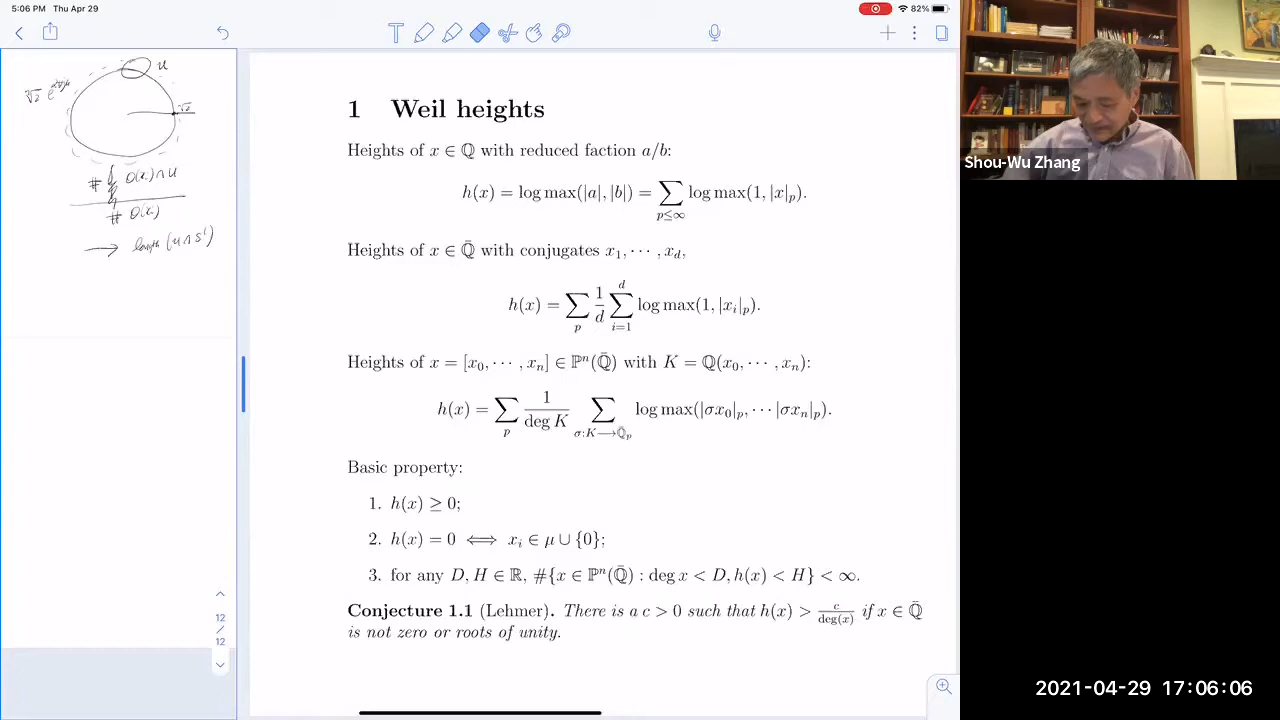 5:06 PM Thu Apr 29
82%
T
u
# O(x) ∩ u
# O(x)
→ length (u ∩ S¹)
12
/
12
1 Weil heights
Heights of x ∈ ℚ with reduced faction a/b:
h(x) = log max(|a|, |b|) = ∑_{p≤∞} log max(1, |x|_p).
Heights of x ∈ ℚ̄ with conjugates x_1, ⋯ , x_d,
h(x) = ∑_p 1/d ∑_{i=1}^d log max(1, |x_i|_p).
Heights of x = [x_0, ⋯ , x_n] ∈ ℙ^n(ℚ̄) with K = ℚ(x_0, ⋯ , x_n):
h(x) = ∑_p 1/deg K ∑_{σ:K⟶ℚ̄_p} log max(|σx_0|_p, ⋯ |σx_n|_p).
Basic property:
1. h(x) ≥ 0;
2. h(x) = 0 ⟺ x_i ∈ μ ∪ {0};
3. for any D, H ∈ ℝ, #{x ∈ ℙ^n(ℚ̄) : deg x < D, h(x) < H} < ∞.
Conjecture 1.1 (Lehmer). There is a c > 0 such that h(x) > c/deg(x) if x ∈ ℚ̄
is not zero or roots of unity.
Shou-Wu Zhang
2021-04-29 17:06:06